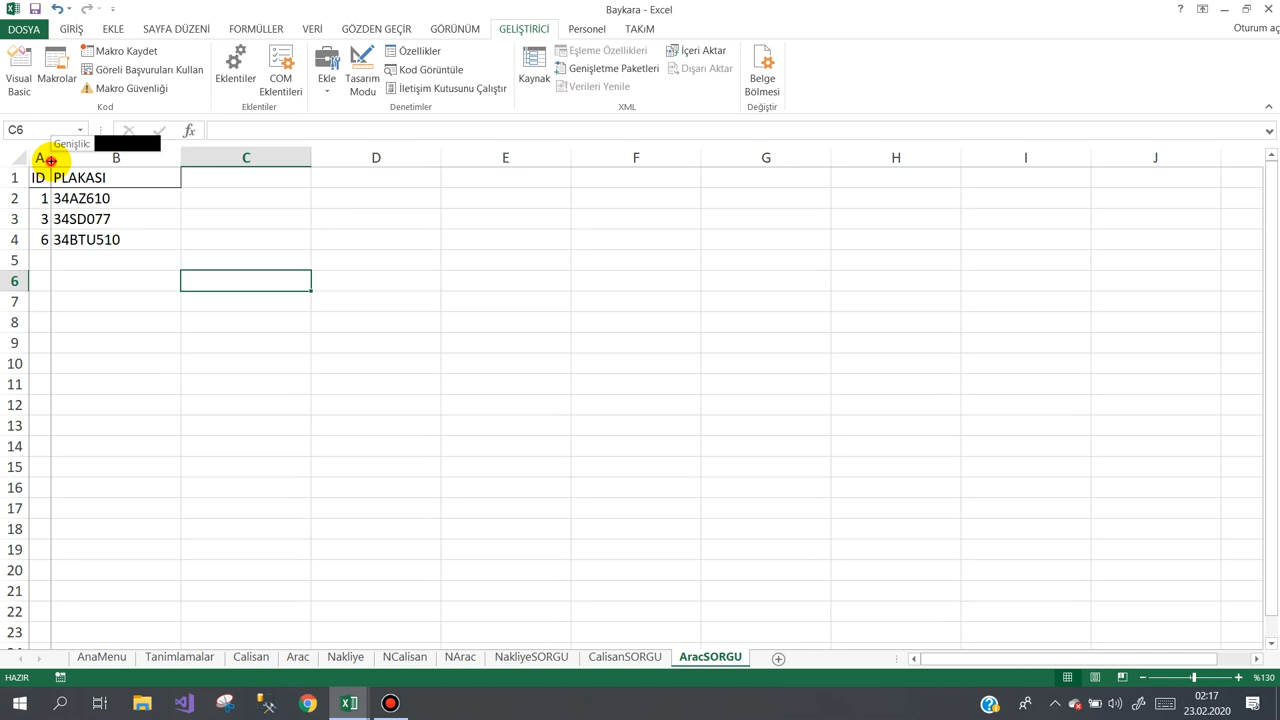 Baykara - Excel
DOSYA GİRİŞ EKLE SAYFA DÜZENİ FORMÜLLER VERİ GÖZDEN GEÇİR GÖRÜNÜM GELİŞTİRİCİ Personel TAKIM Oturum aç
Visual Basic
Makrolar
Makro Kaydet
Göreli Başvuruları Kullan
Makro Güvenliği
Kod
Eklentiler
COM Eklentileri
Eklentiler
Ekle
Tasarım Modu
Özellikler
Kod Görüntüle
İletişim Kutusunu Çalıştır
Denetimler
Kaynak
Eşleme Özellikleri
Genişletme Paketleri
Verileri Yenile
İçeri Aktar
Dışarı Aktar
XML
Belge Bölmesi
Değiştir
C6
fx
Genişlik:
A B C D E F G H I J
1 ID PLAKASI
2 1 34AZ610
3 3 34SD077
4 6 34BTU510
5
6
7
8
9
10
11
12
13
14
15
16
17
18
19
20
21
22
23
AnaMenu Tanimlamalar Calisan Arac Nakliye NCalisan NArac NakliyeSORGU CalisanSORGU AracSORGU
HAZIR %130
02:17
23.02.2020